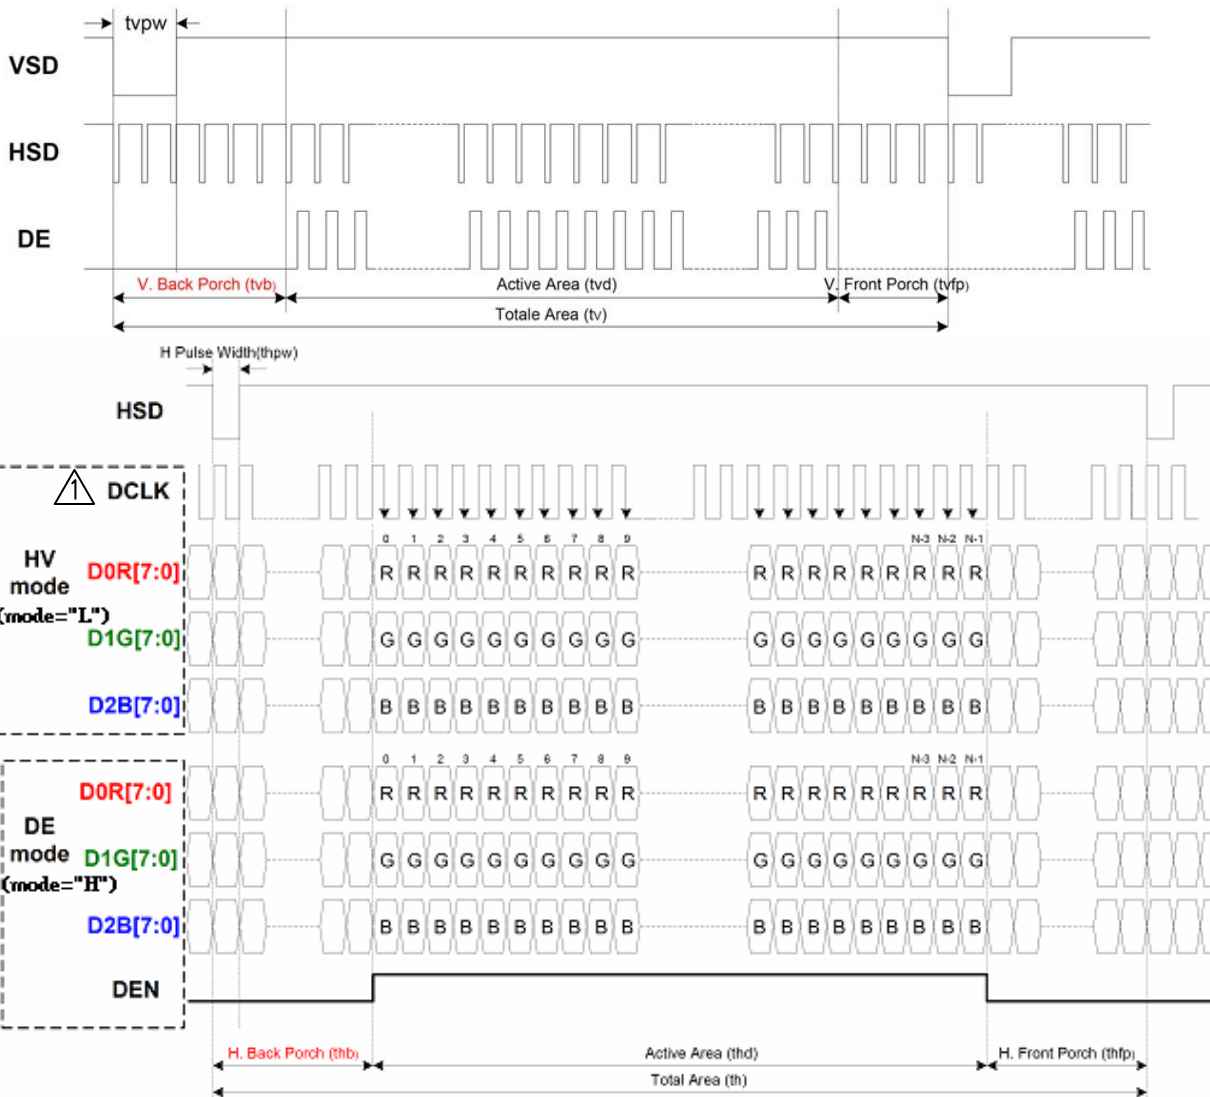 tvpw
VSD
HSD
DE
V. Back Porch (tvb)
Active Area (tvd)
V. Front Porch (tvfp)
Totale Area (tv)
H Pulse Width(thpw)
HSD
1 DCLK
HV
mode
(mode="L")
0 1 2 3 4 5 6 7 8 9 N-3 N-2 N-1
D0R[7:0] R R R R R R R R R R R R R R R R R R R
D1G[7:0] G G G G G G G G G G G G G G G G G G G
D2B[7:0] B B B B B B B B B B B B B B B B B B B
DE
mode
(mode="H")
0 1 2 3 4 5 6 7 8 9 N-3 N-2 N-1
D0R[7:0] R R R R R R R R R R R R R R R R R R R
D1G[7:0] G G G G G G G G G G G G G G G G G G G
D2B[7:0] B B B B B B B B B B B B B B B B B B B
DEN
H. Back Porch (thb)
Active Area (thd)
H. Front Porch (thfp)
Total Area (th)